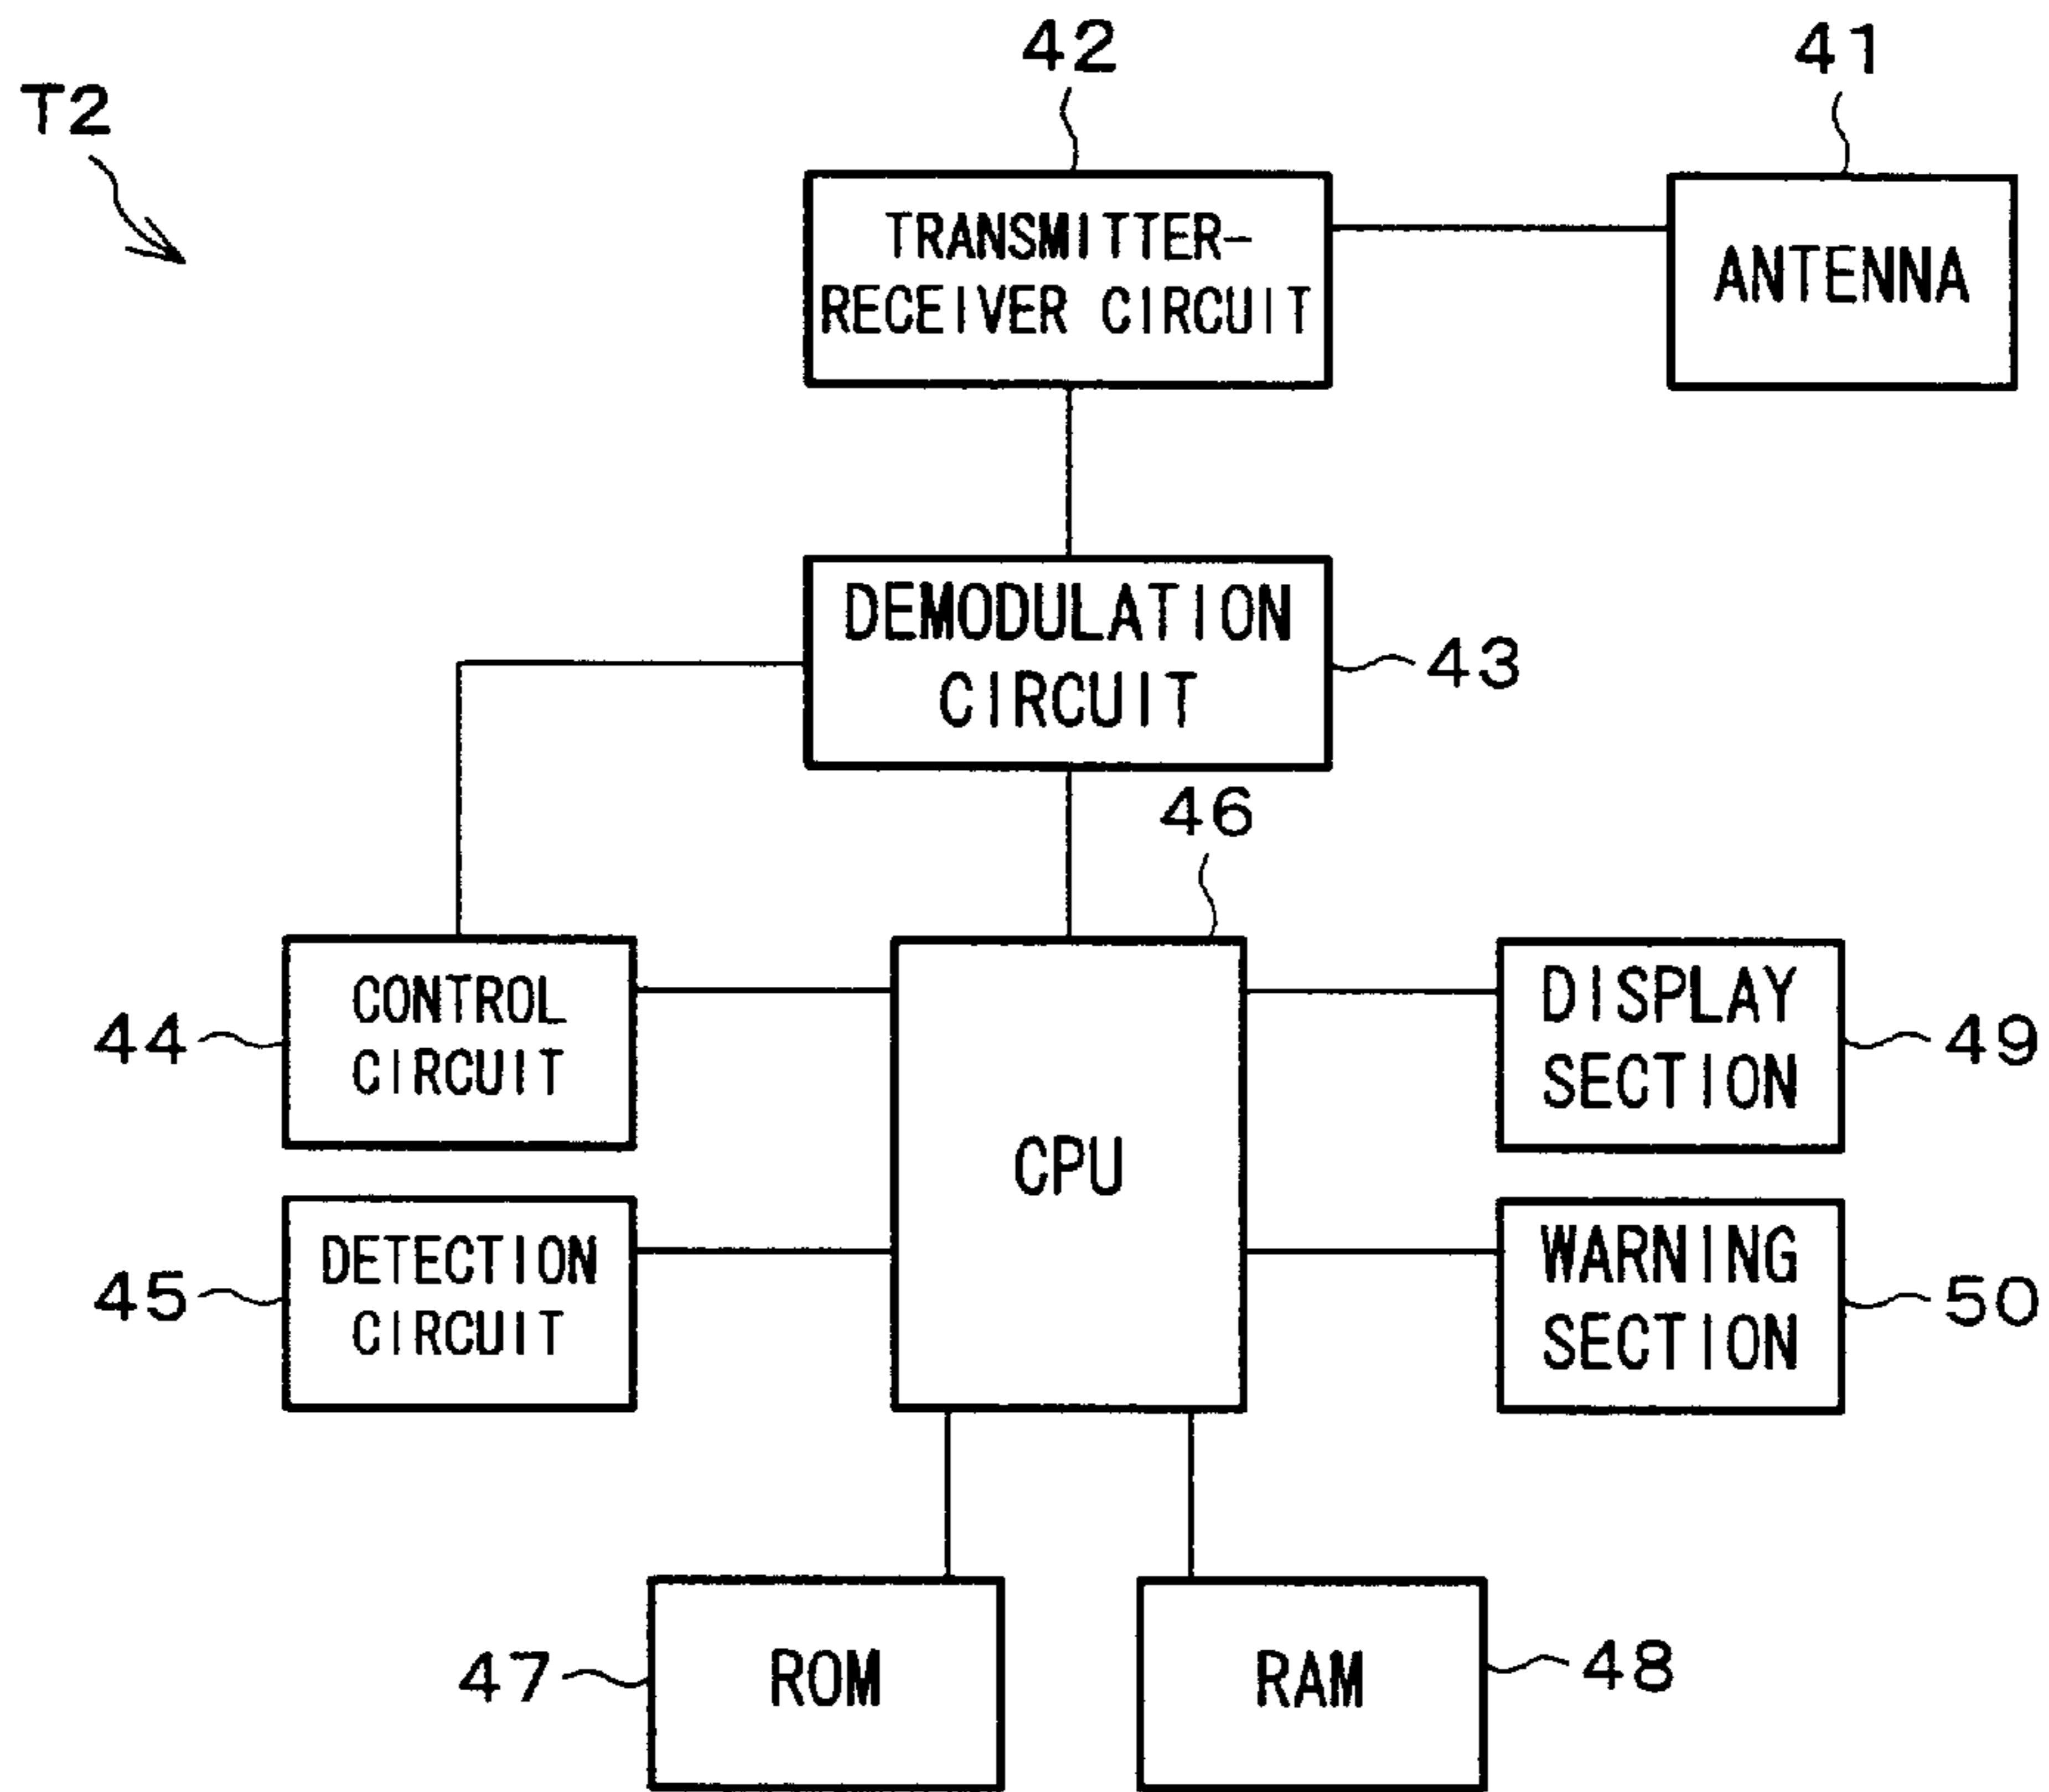 42
41
T2
TRANSMITTER-
RECEIVER CIRCUIT
ANTENNA
DEMODULATION
CIRCUIT
43
46
CONTROL
CIRCUIT
44
CPU
DISPLAY
SECTION
49
DETECTION
CIRCUIT
45
WARNING
SECTION
50
47
ROM
RAM
48